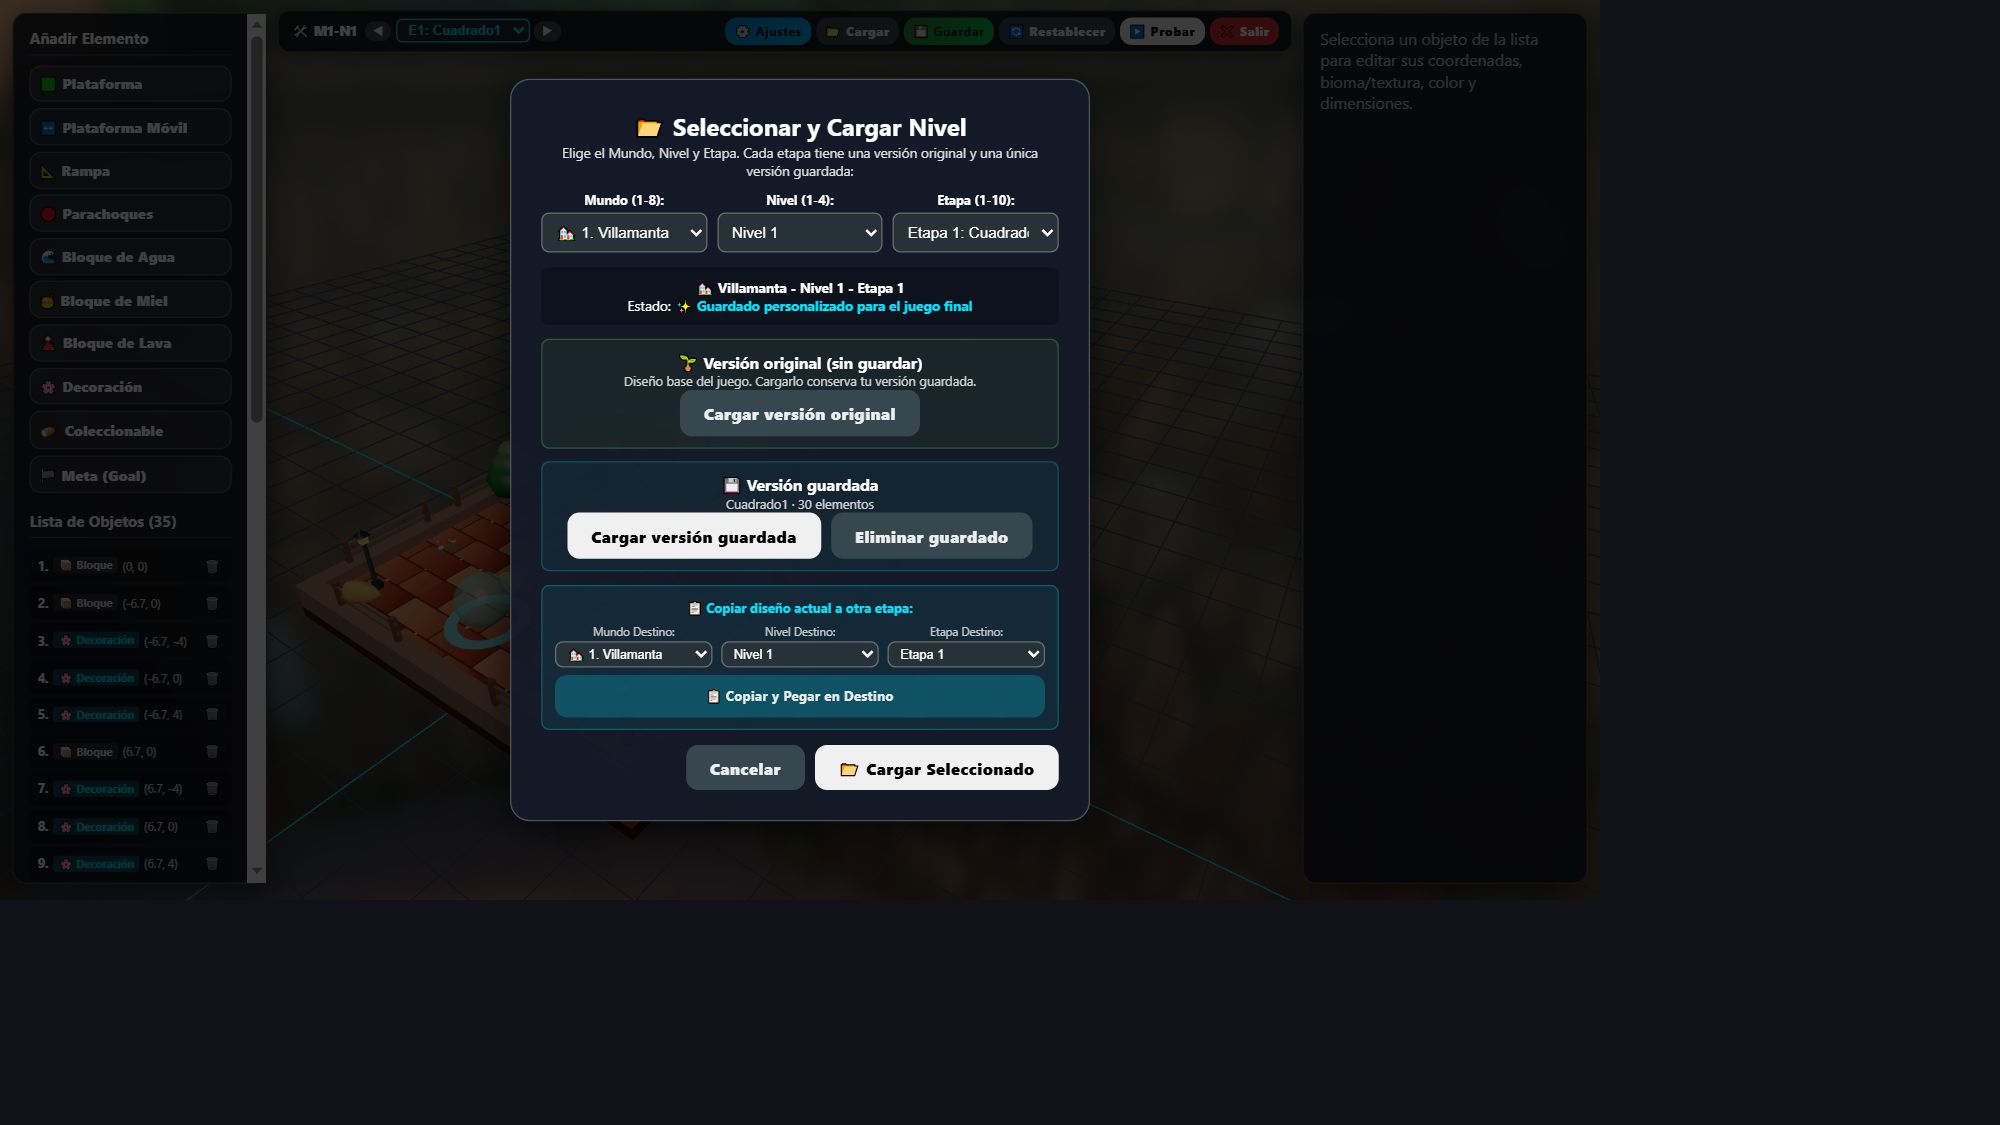 Añadir Elemento
Plataforma
Plataforma Móvil
Rampa
Parachoques
Bloque de Agua
Bloque de Miel
Bloque de Lava
Decoración
Coleccionable
Meta (Goal)
Lista de Objetos (35)
1. Bloque (0, 0)
2. Bloque (-6.7, 0)
3. Decoración (-6.7, -4)
4. Decoración (-6.7, 0)
5. Decoración (-6.7, 4)
6. Bloque (6.7, 0)
7. Decoración (6.7, -4)
8. Decoración (6.7, 0)
9. Decoración (6.7, 4)
M1-N1
E1: Cuadrado1
Ajustes
Cargar
Guardar
Restablecer
Probar
Salir
Seleccionar y Cargar Nivel
Elige el Mundo, Nivel y Etapa. Cada etapa tiene una versión original y una única
versión guardada:
Mundo (1-8): Nivel (1-4): Etapa (1-10):
1. Villamanta Nivel 1 Etapa 1: Cuadrad
Villamanta - Nivel 1 - Etapa 1
Estado: ✨ Guardado personalizado para el juego final
Versión original (sin guardar)
Diseño base del juego. Cargarlo conserva tu versión guardada.
Cargar versión original
Versión guardada
Cuadrado1 · 30 elementos
Cargar versión guardada
Eliminar guardado
Copiar diseño actual a otra etapa:
Mundo Destino: Nivel Destino: Etapa Destino:
1. Villamanta Nivel 1 Etapa 1
Copiar y Pegar en Destino
Cancelar
Cargar Seleccionado
Selecciona un objeto de la lista
para editar sus coordenadas,
bioma/textura, color y
dimensiones.